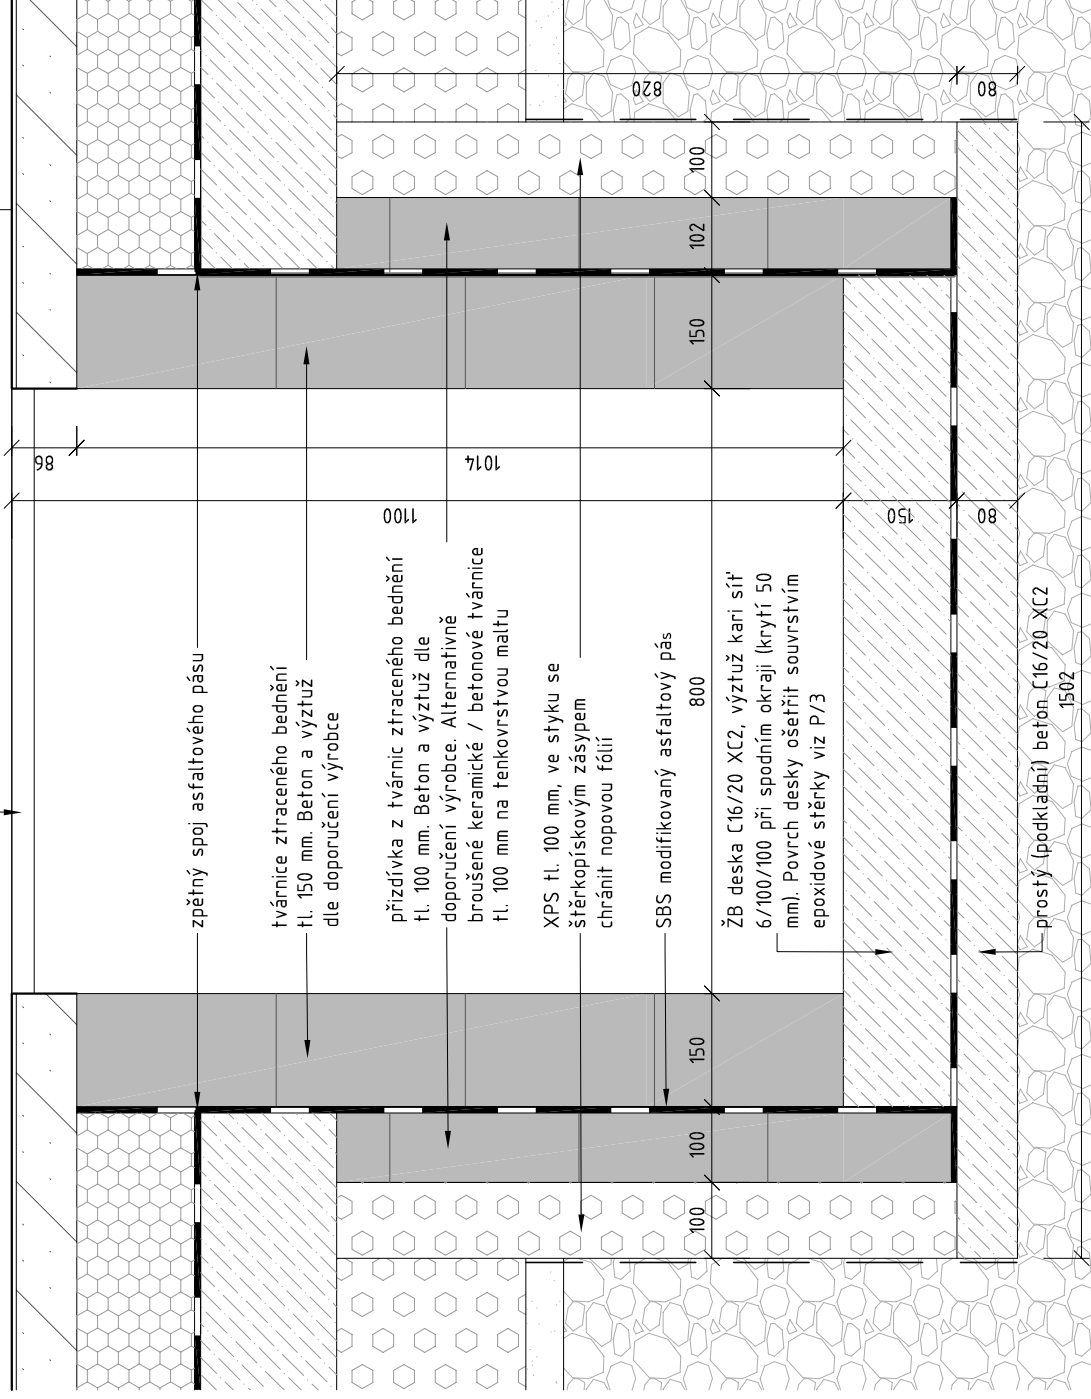 zpětný spoj asfaltového pásu
tvárnice ztraceného bednění
tl. 150 mm. Beton a výztuž
dle doporučení výrobce
přizdívka z tvárnic ztraceného bednění
tl. 100 mm. Beton a výztuž dle
doporučení výrobce. Alternativně
broušené keramické / betonové tvárnice
tl. 100 mm na tenkovrstvou maltu
XPS tl. 100 mm, ve styku se
štěrkopískovým zásypem
chránit nopovou fólií
SBS modifikovaný asfaltový pás
ŽB deska C16/20 XC2, výztuž kari síť
6/100/100 při spodním okraji (krytí 50
mm). Povrch desky ošetřit souvrstvím
epoxidové stěrky viz P/3
prostý (podkladní) beton C16/20 XC2
100
100
150
800
150
102
100
1502
86
1014
1100
150
80
820
80